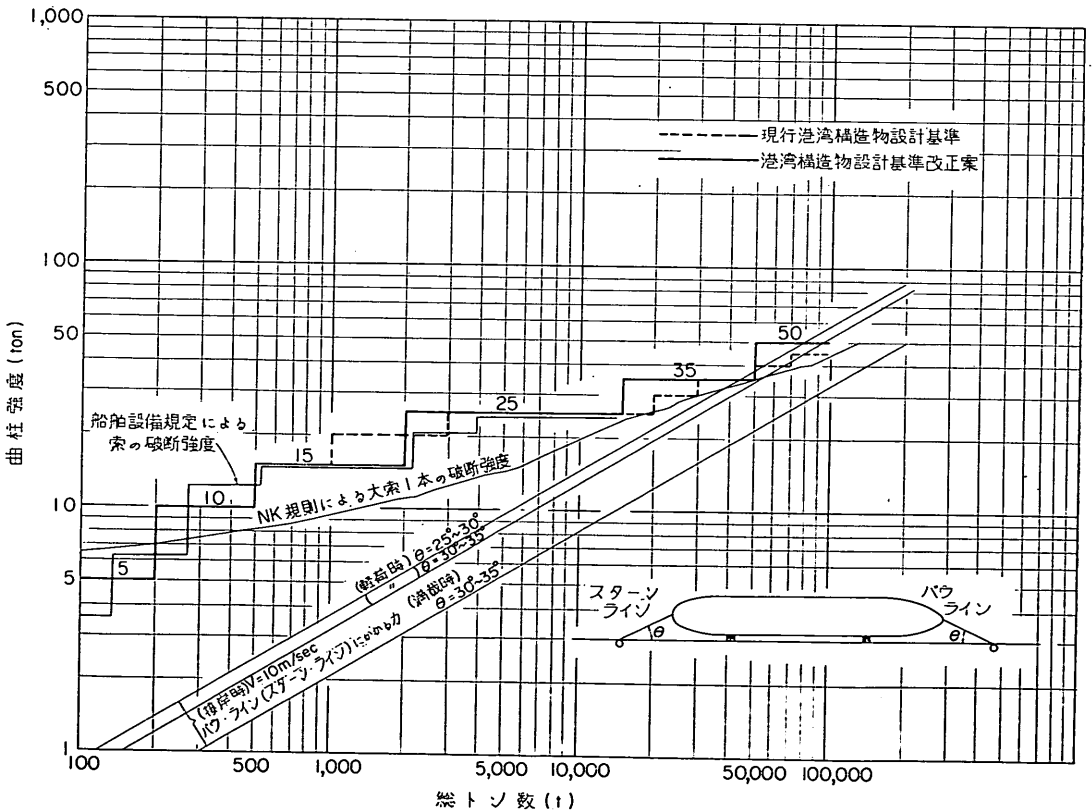 1,000
500
100
50
10
5
1
曲柱強度 (ton)
現行港湾構造物設計基準
港湾構造物設計基準改正案
50
35
25
15
10
5
船舶設備規定による
索の破断強度
NK規則による大索1本の破断強度
(軽荷時) θ=25°~30°
( 〃 ) θ=30~35°
(満載時)
θ=30~35°
(接岸時) V=10m/sec
バウ・ライン(スターン・ライン)にかかる力
スターン
ライン
バウ
ライン
θ
θ
100
500
1,000
5,000
10,000
50,000
100,000
総トン数 (t)